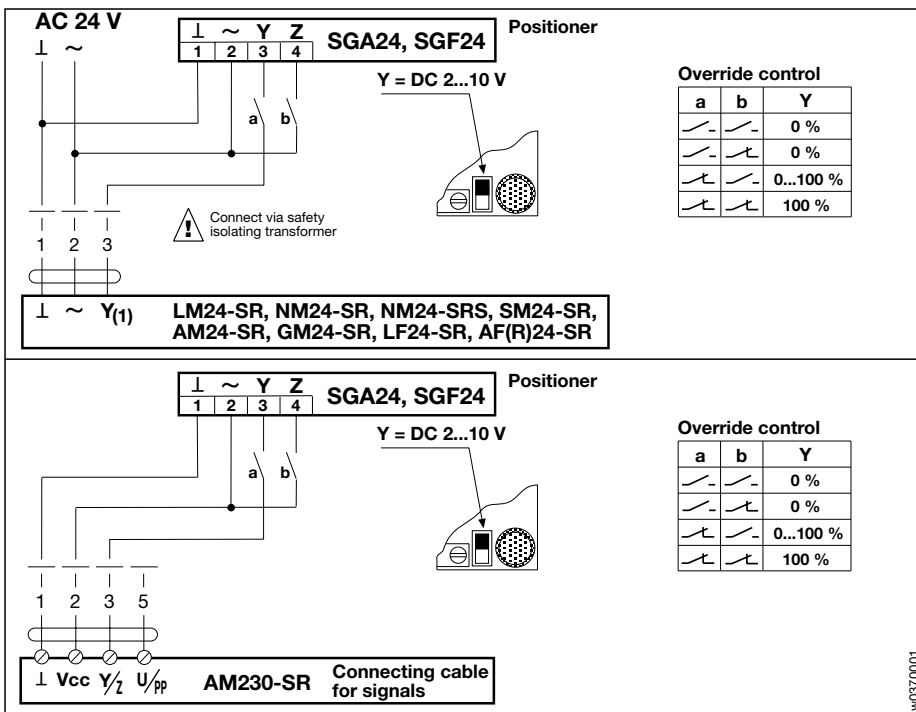 AC 24 V
⊥ ~
⊥ ~ Y Z
1 2 3 4
SGA24, SGF24
Positioner
Y = DC 2...10 V
a b
Override control
a b Y
0 %
0 %
0...100 %
100 %
Connect via safety
isolating transformer
1 2 3
⊥ ~ Y(1)
LM24-SR, NM24-SR, NM24-SRS, SM24-SR,
AM24-SR, GM24-SR, LF24-SR, AF(R)24-SR
⊥ ~ Y Z
1 2 3 4
SGA24, SGF24
Positioner
Y = DC 2...10 V
a b
Override control
a b Y
0 %
0 %
0...100 %
100 %
1 2 3 5
⊥ Vcc Y/Z U/PP
AM230-SR
Connecting cable
for signals
w0370001